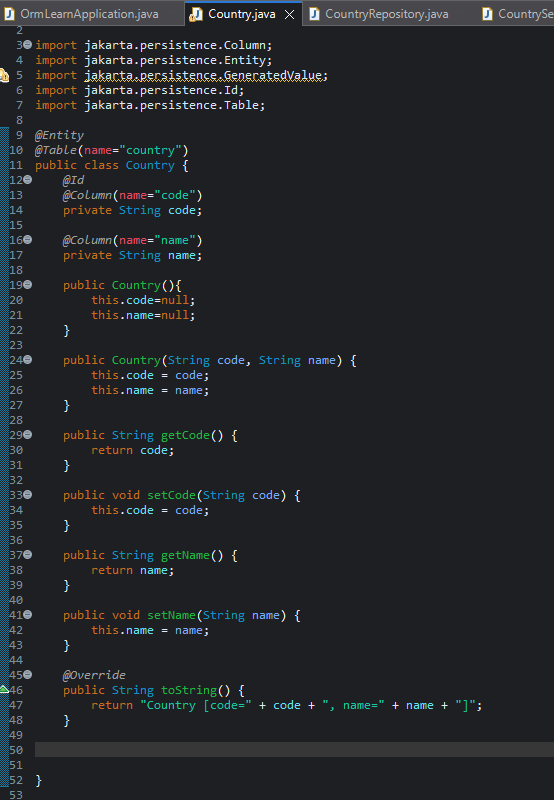 OrmLearnApplication.java Country.java CountryRepository.java CountrySe
2
3 import jakarta.persistence.Column;
4 import jakarta.persistence.Entity;
5 import jakarta.persistence.GeneratedValue;
6 import jakarta.persistence.Id;
7 import jakarta.persistence.Table;
8
9 @Entity
10 @Table(name="country")
11 public class Country {
12 @Id
13 @Column(name="code")
14 private String code;
15
16 @Column(name="name")
17 private String name;
18
19 public Country(){
20 this.code=null;
21 this.name=null;
22 }
23
24 public Country(String code, String name) {
25 this.code = code;
26 this.name = name;
27 }
28
29 public String getCode() {
30 return code;
31 }
32
33 public void setCode(String code) {
34 this.code = code;
35 }
36
37 public String getName() {
38 return name;
39 }
40
41 public void setName(String name) {
42 this.name = name;
43 }
44
45 @Override
46 public String toString() {
47 return "Country [code=" + code + ", name=" + name + "]";
48 }
49
50
51
52 }
53